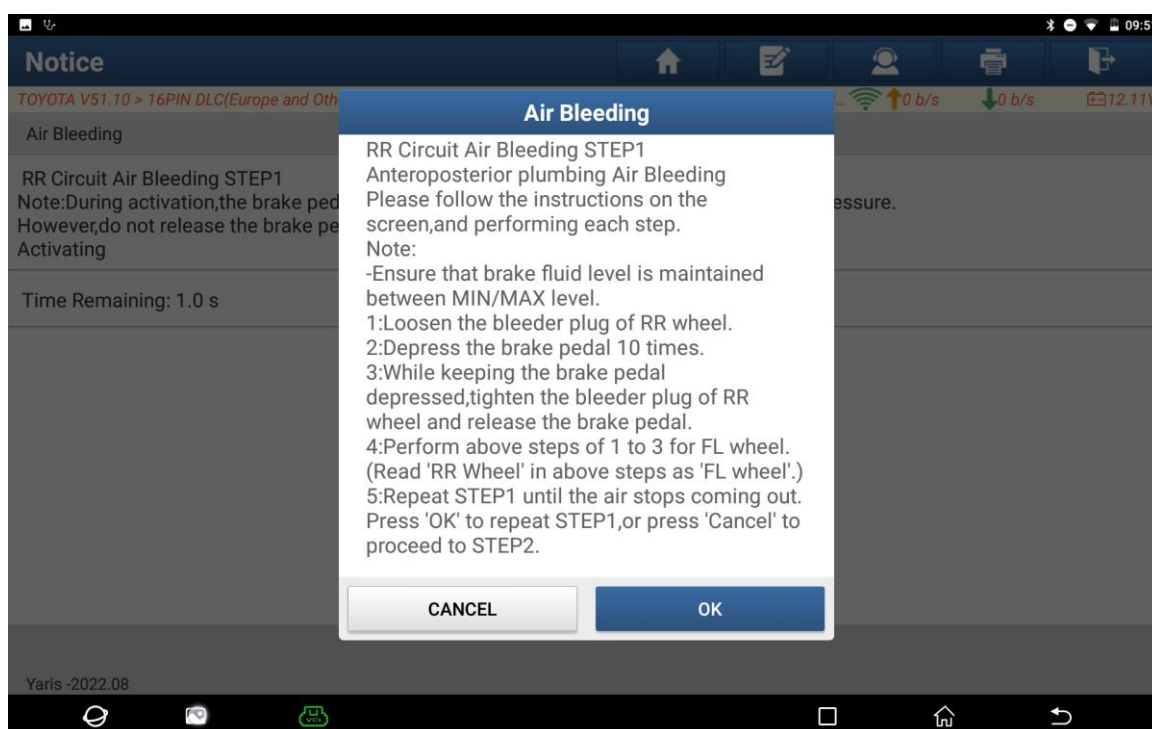 09:5
Notice
TOYOTA V51.10 > 16PIN DLC(Europe and Oth
... 0 b/s 0 b/s 12.11V
Air Bleeding
RR Circuit Air Bleeding STEP1
Note:During activation,the brake ped
essure.
However,do not release the brake pe
Activating
Time Remaining: 1.0 s
Air Bleeding
RR Circuit Air Bleeding STEP1
Anteroposterior plumbing Air Bleeding
Please follow the instructions on the
screen,and performing each step.
Note:
-Ensure that brake fluid level is maintained
between MIN/MAX level.
1:Loosen the bleeder plug of RR wheel.
2:Depress the brake pedal 10 times.
3:While keeping the brake pedal
depressed,tighten the bleeder plug of RR
wheel and release the brake pedal.
4:Perform above steps of 1 to 3 for FL wheel.
(Read 'RR Wheel' in above steps as 'FL wheel'.)
5:Repeat STEP1 until the air stops coming out.
Press 'OK' to repeat STEP1,or press 'Cancel' to
proceed to STEP2.
CANCEL
OK
Yaris -2022.08
VCI